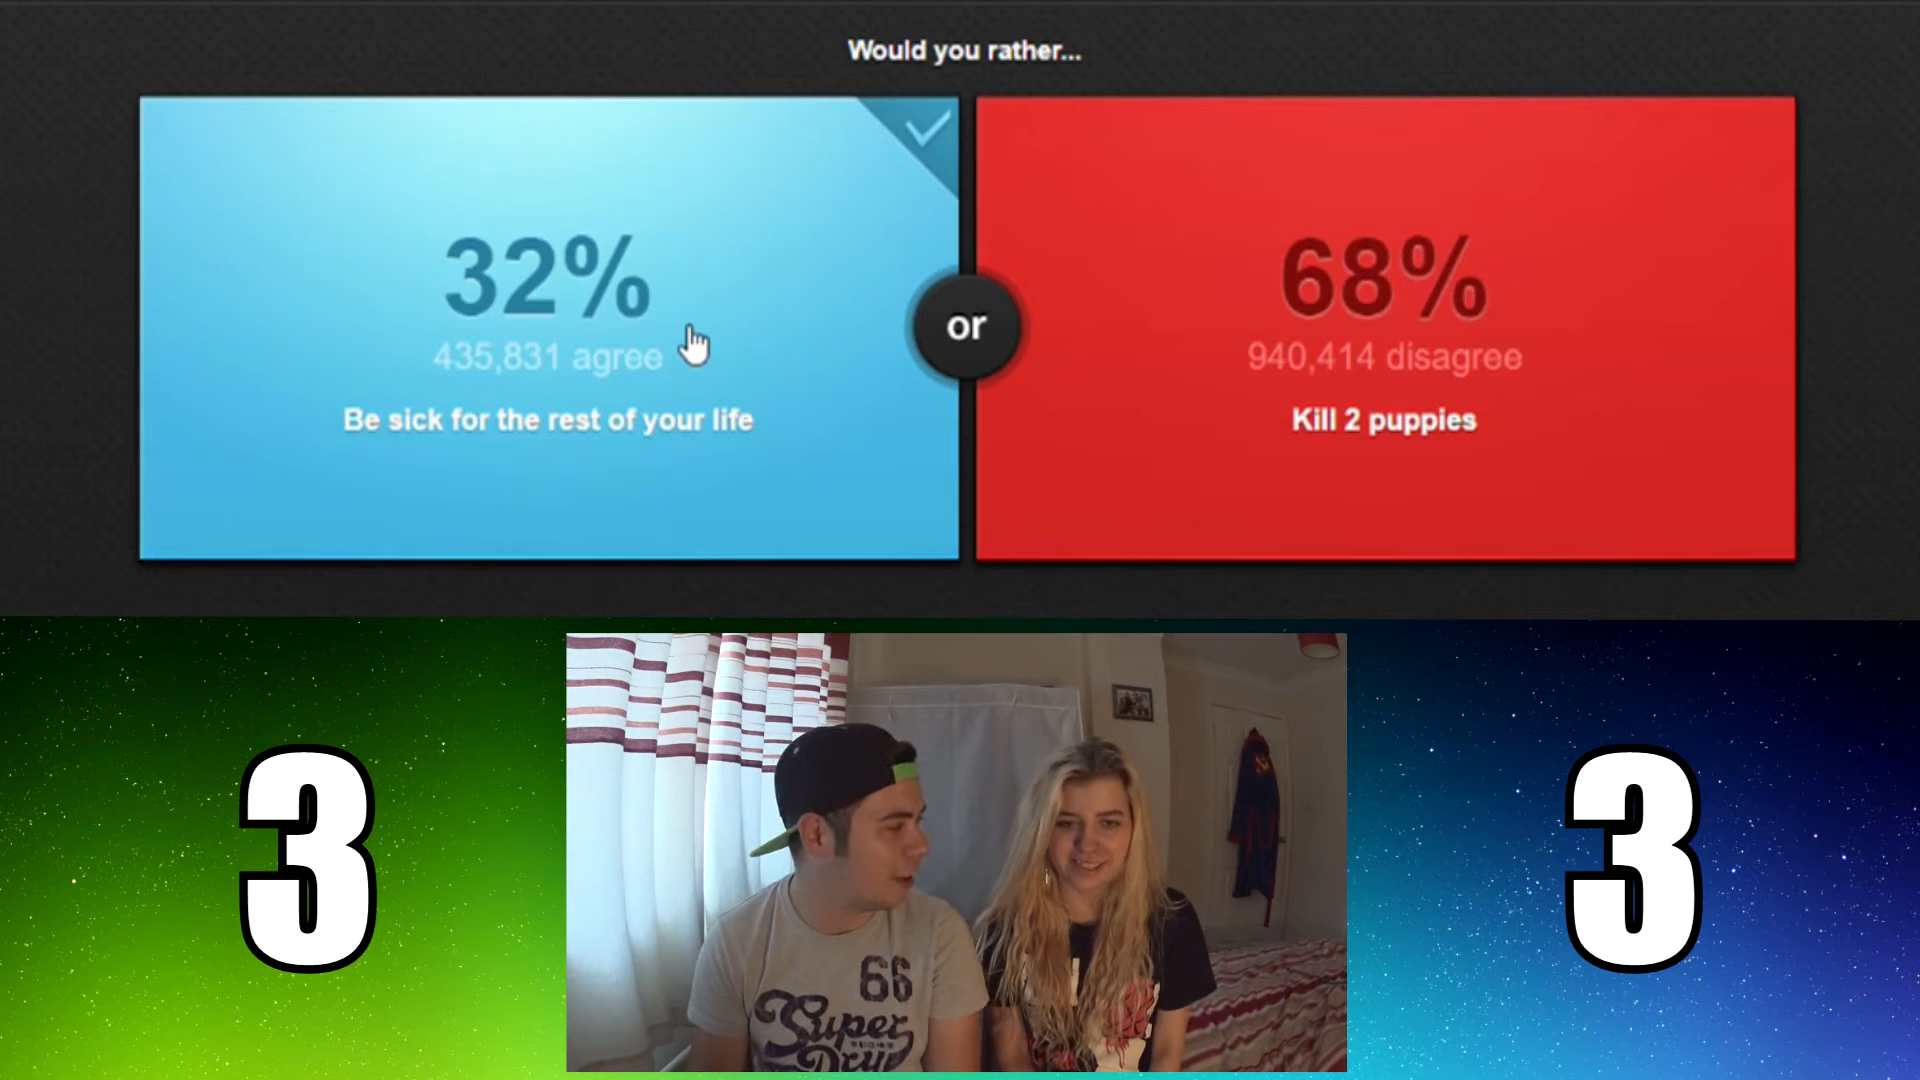 Would you rather...
32%
435,831 agree
Be sick for the rest of your life
or
68%
940,414 disagree
Kill 2 puppies
3
3
66
Super
Dry